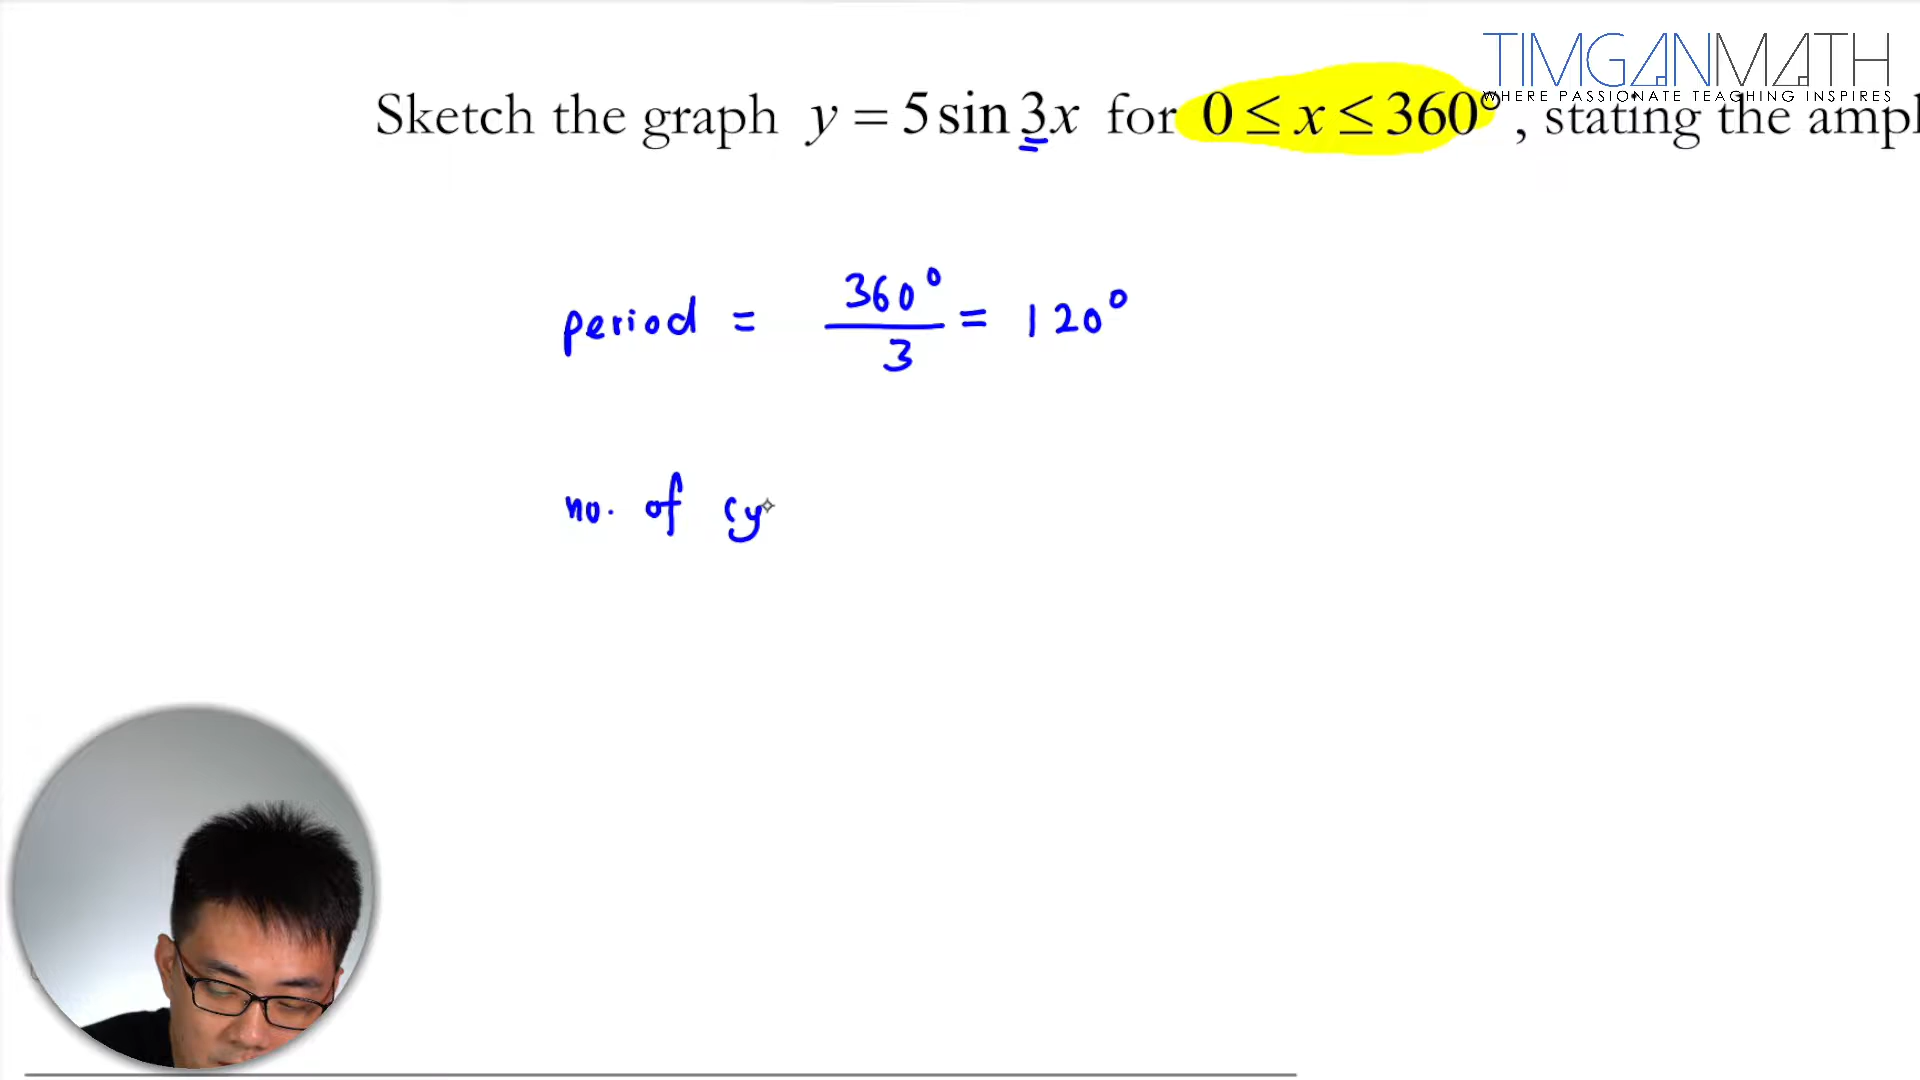 TIMGANMATH
WHERE PASSIONATE TEACHING INSPIRES
Sketch the graph y = 5 sin 3x for 0 ≤ x ≤ 360°, stating the ampl
period = 360° / 3 = 120°
no. of cy